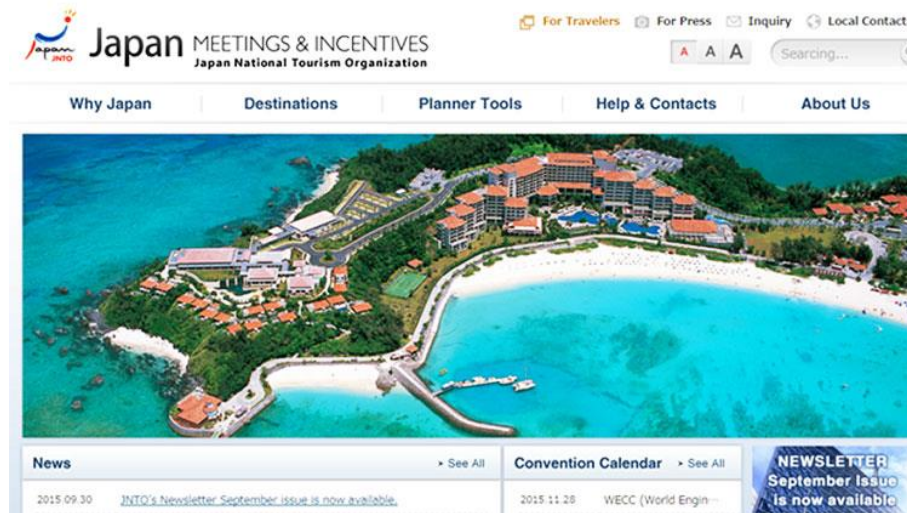 For Travelers For Press Inquiry Local Contact
Japan
JNTO
Japan MEETINGS & INCENTIVES
Japan National Tourism Organization
A A A
Searcing...
Why Japan Destinations Planner Tools Help & Contacts About Us
News See All
Convention Calendar See All
2015.09.30 JNTO's Newsletter September issue is now available.
2015.11.28 WECC (World Engin
NEWSLETTER
September Issue
is now available